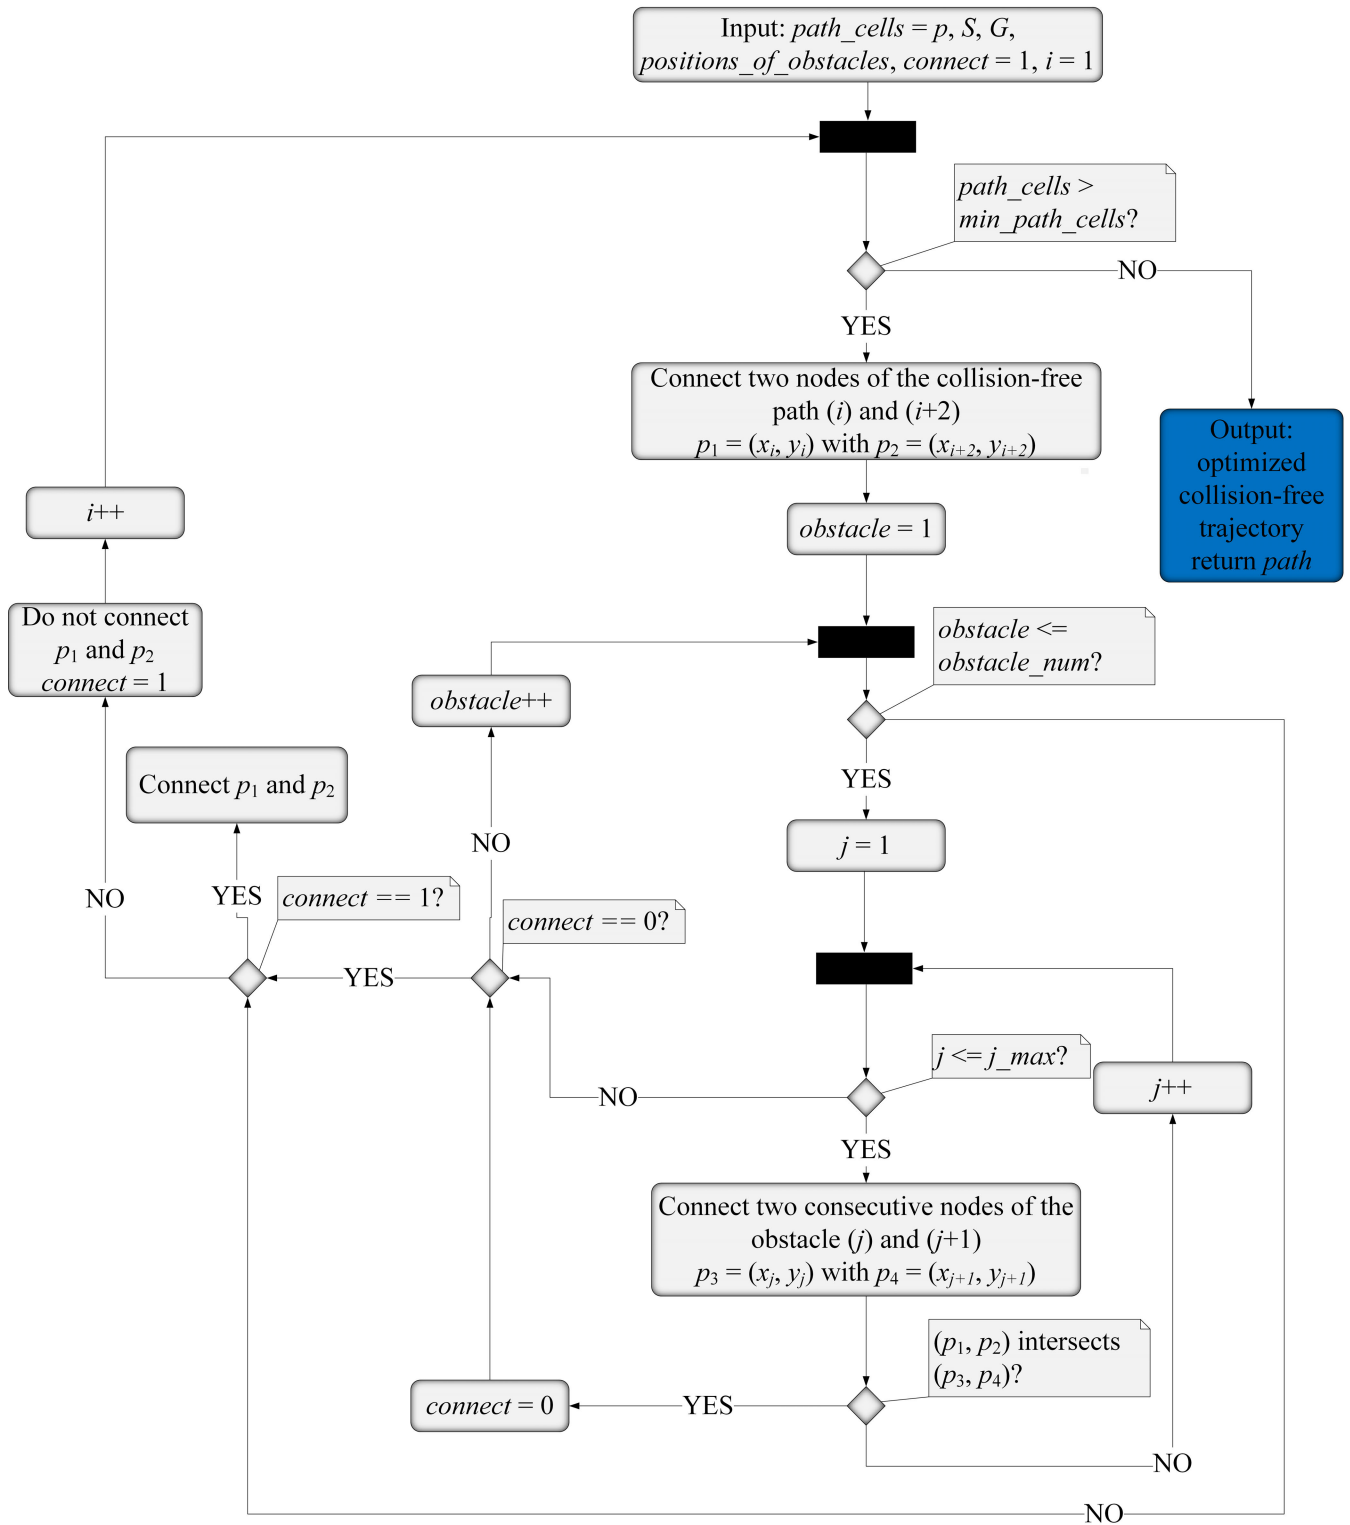 Input: path_cells = p, S, G,
positions_of_obstacles, connect = 1, i = 1
path_cells >
min_path_cells?
NO
YES
Connect two nodes of the collision-free
path (i) and (i+2)
p₁ = (xᵢ, yᵢ) with p₂ = (xᵢ₊₂, yᵢ₊₂)
Output:
optimized
collision-free
trajectory
return path
i++
obstacle = 1
Do not connect
p₁ and p₂
connect = 1
obstacle <=
obstacle_num?
obstacle++
YES
Connect p₁ and p₂
j = 1
NO
NO
YES
connect == 1?
connect == 0?
YES
j <= j_max?
j++
NO
YES
Connect two consecutive nodes of the
obstacle (j) and (j+1)
p₃ = (xⱼ, yⱼ) with p₄ = (xⱼ₊₁, yⱼ₊₁)
(p₁, p₂) intersects
(p₃, p₄)?
connect = 0
YES
NO
NO